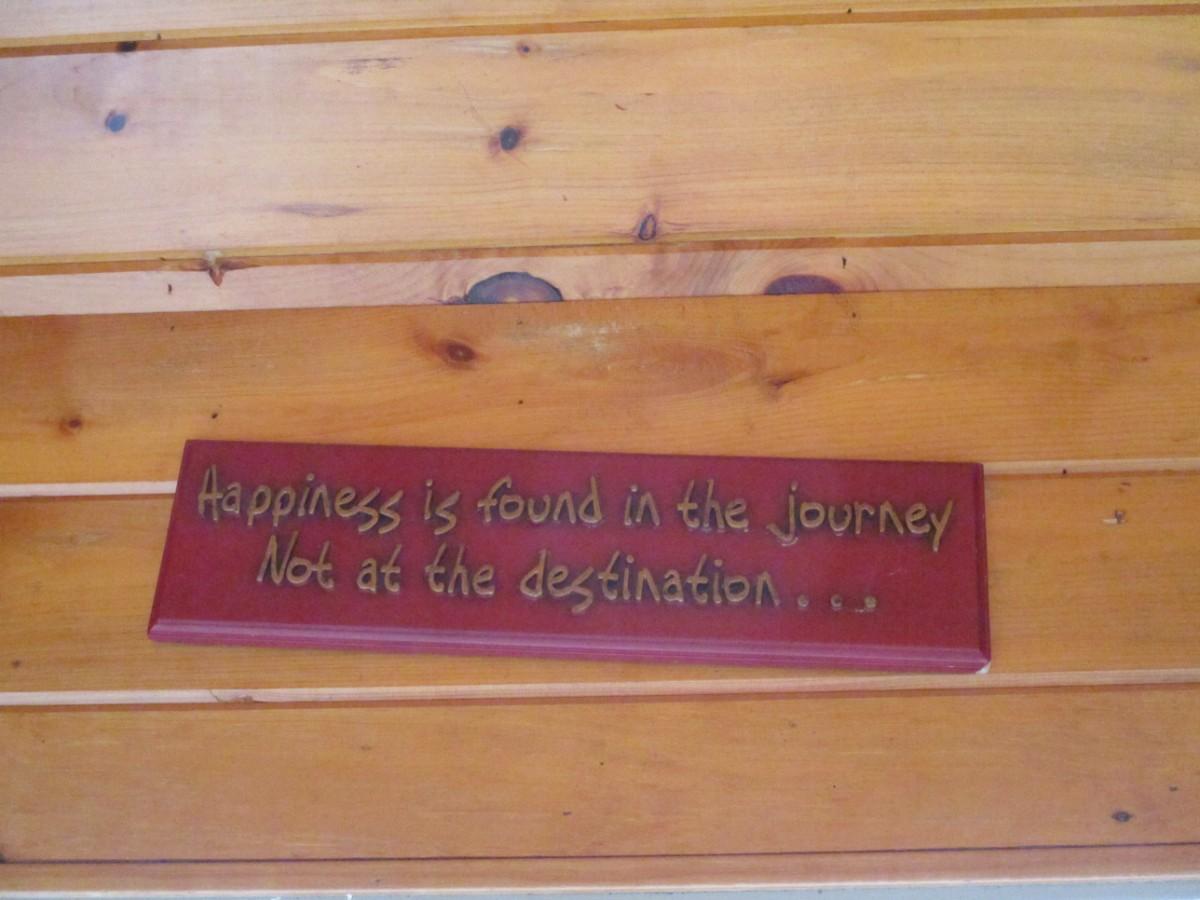 Happiness is found in the journey
Not at the destination . . .